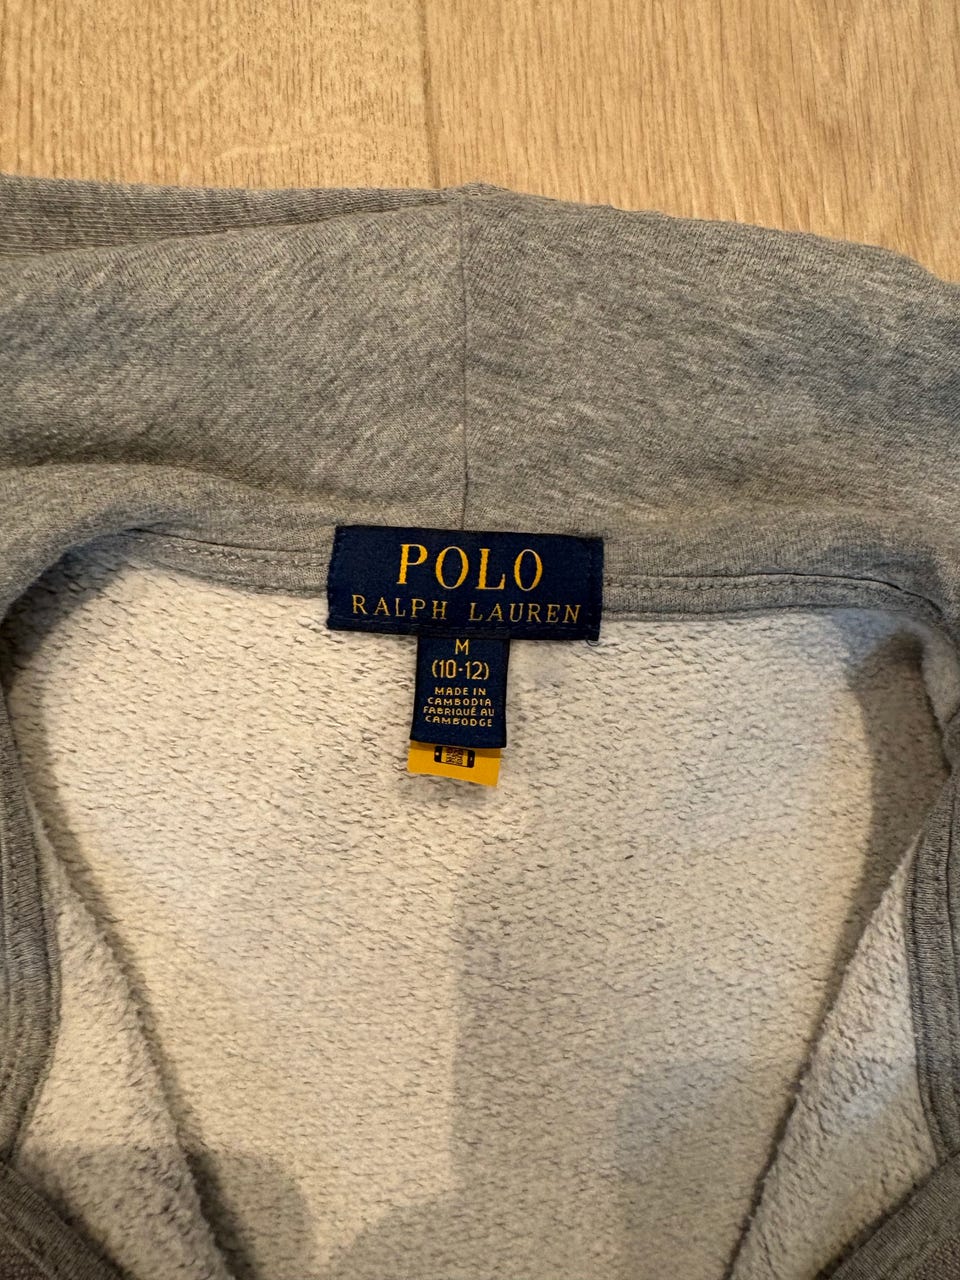 POLO
RALPH LAUREN
M
(10-12)
MADE IN
CAMBODIA
FABRIQUÉ AU
CAMBODGE